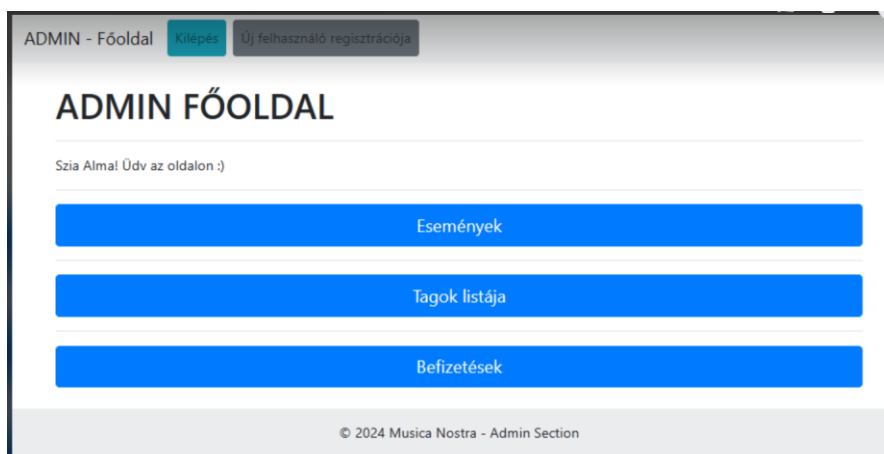 ADMIN - Főoldal Kilépés Új felhasználó regisztrációja
ADMIN FŐOLDAL
Szia Alma! Üdv az oldalon :)
Események
Tagok listája
Befizetések
© 2024 Musica Nostra - Admin Section